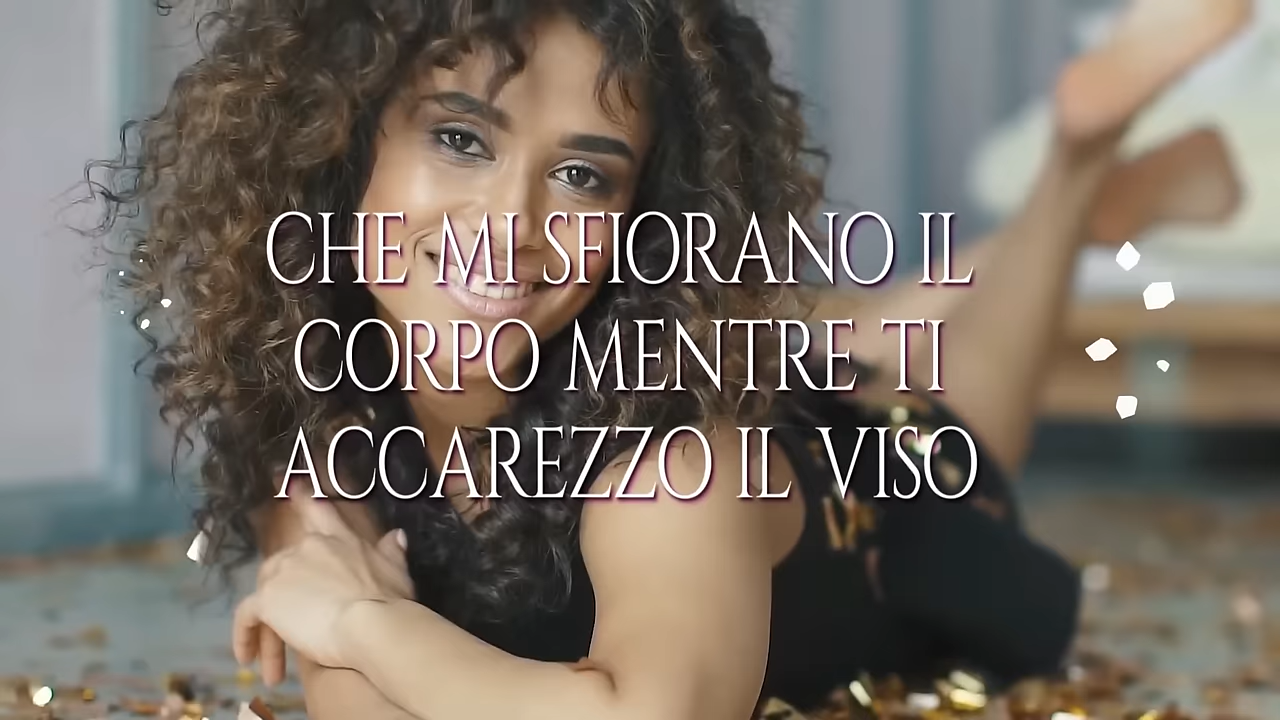 CHE MI SFIORANO IL
CORPO MENTRE TI
ACCAREZZO IL VISO